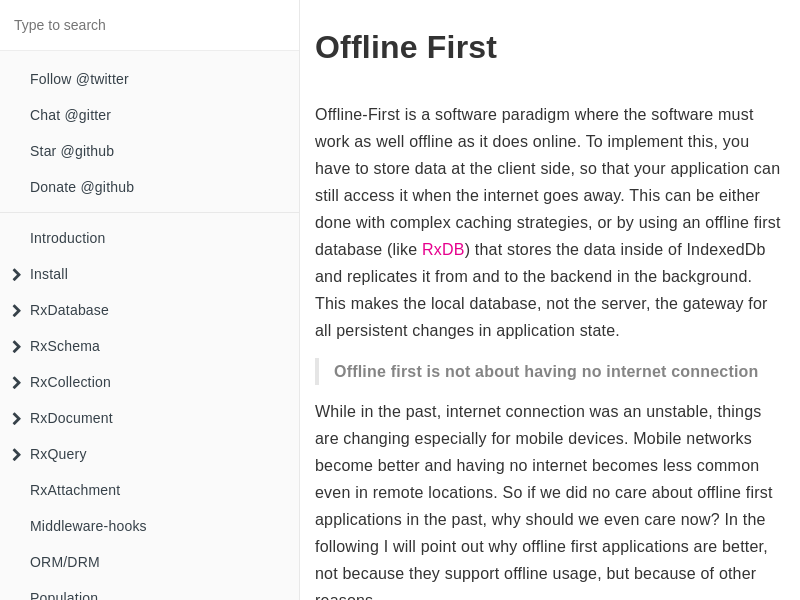 Type to search
Follow @twitter
Chat @gitter
Star @github
Donate @github
Introduction
Install
RxDatabase
RxSchema
RxCollection
RxDocument
RxQuery
RxAttachment
Middleware-hooks
ORM/DRM
Population
Offline First
Offline-First is a software paradigm where the software must
work as well offline as it does online. To implement this, you
have to store data at the client side, so that your application can
still access it when the internet goes away. This can be either
done with complex caching strategies, or by using an offline first
database (like RxDB) that stores the data inside of IndexedDb
and replicates it from and to the backend in the background.
This makes the local database, not the server, the gateway for
all persistent changes in application state.
Offline first is not about having no internet connection
While in the past, internet connection was an unstable, things
are changing especially for mobile devices. Mobile networks
become better and having no internet becomes less common
even in remote locations. So if we did no care about offline first
applications in the past, why should we even care now? In the
following I will point out why offline first applications are better,
not because they support offline usage, but because of other
reasons.